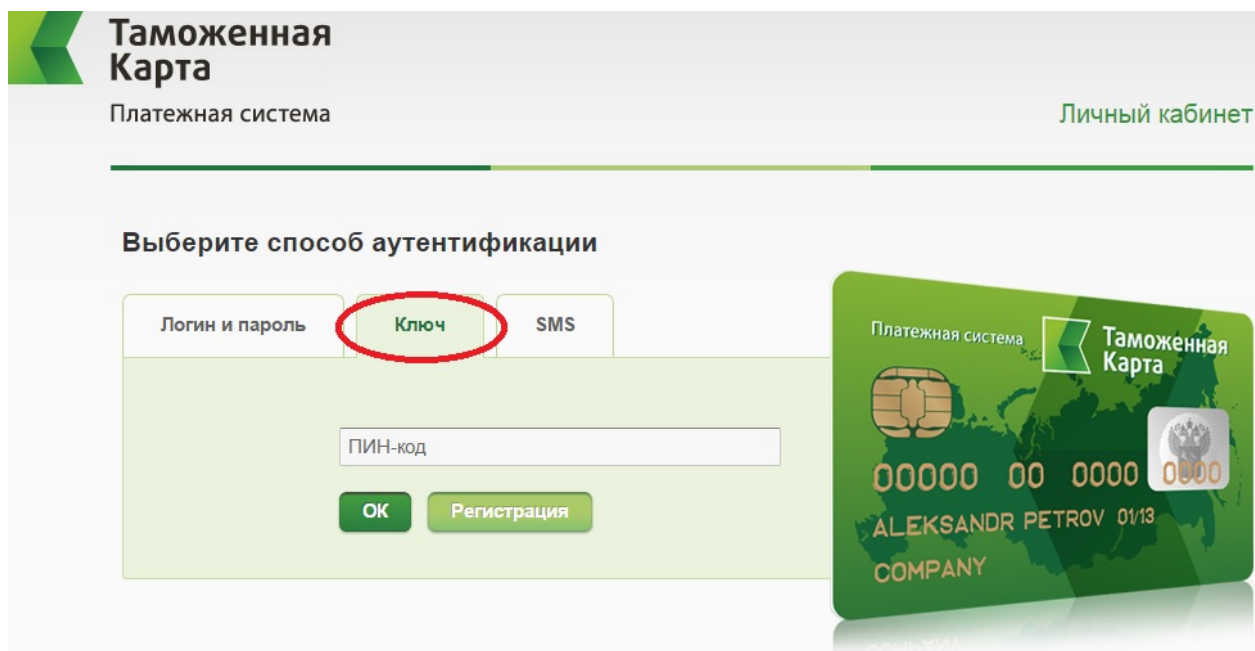 Таможенная
Карта
Платежная система
Личный кабинет
Выберите способ аутентификации
Логин и пароль
Ключ
SMS
ПИН-код
ОК
Регистрация
Платежная система
Таможенная
Карта
00000 00 0000 0000
ALEKSANDR PETROV 01/13
COMPANY